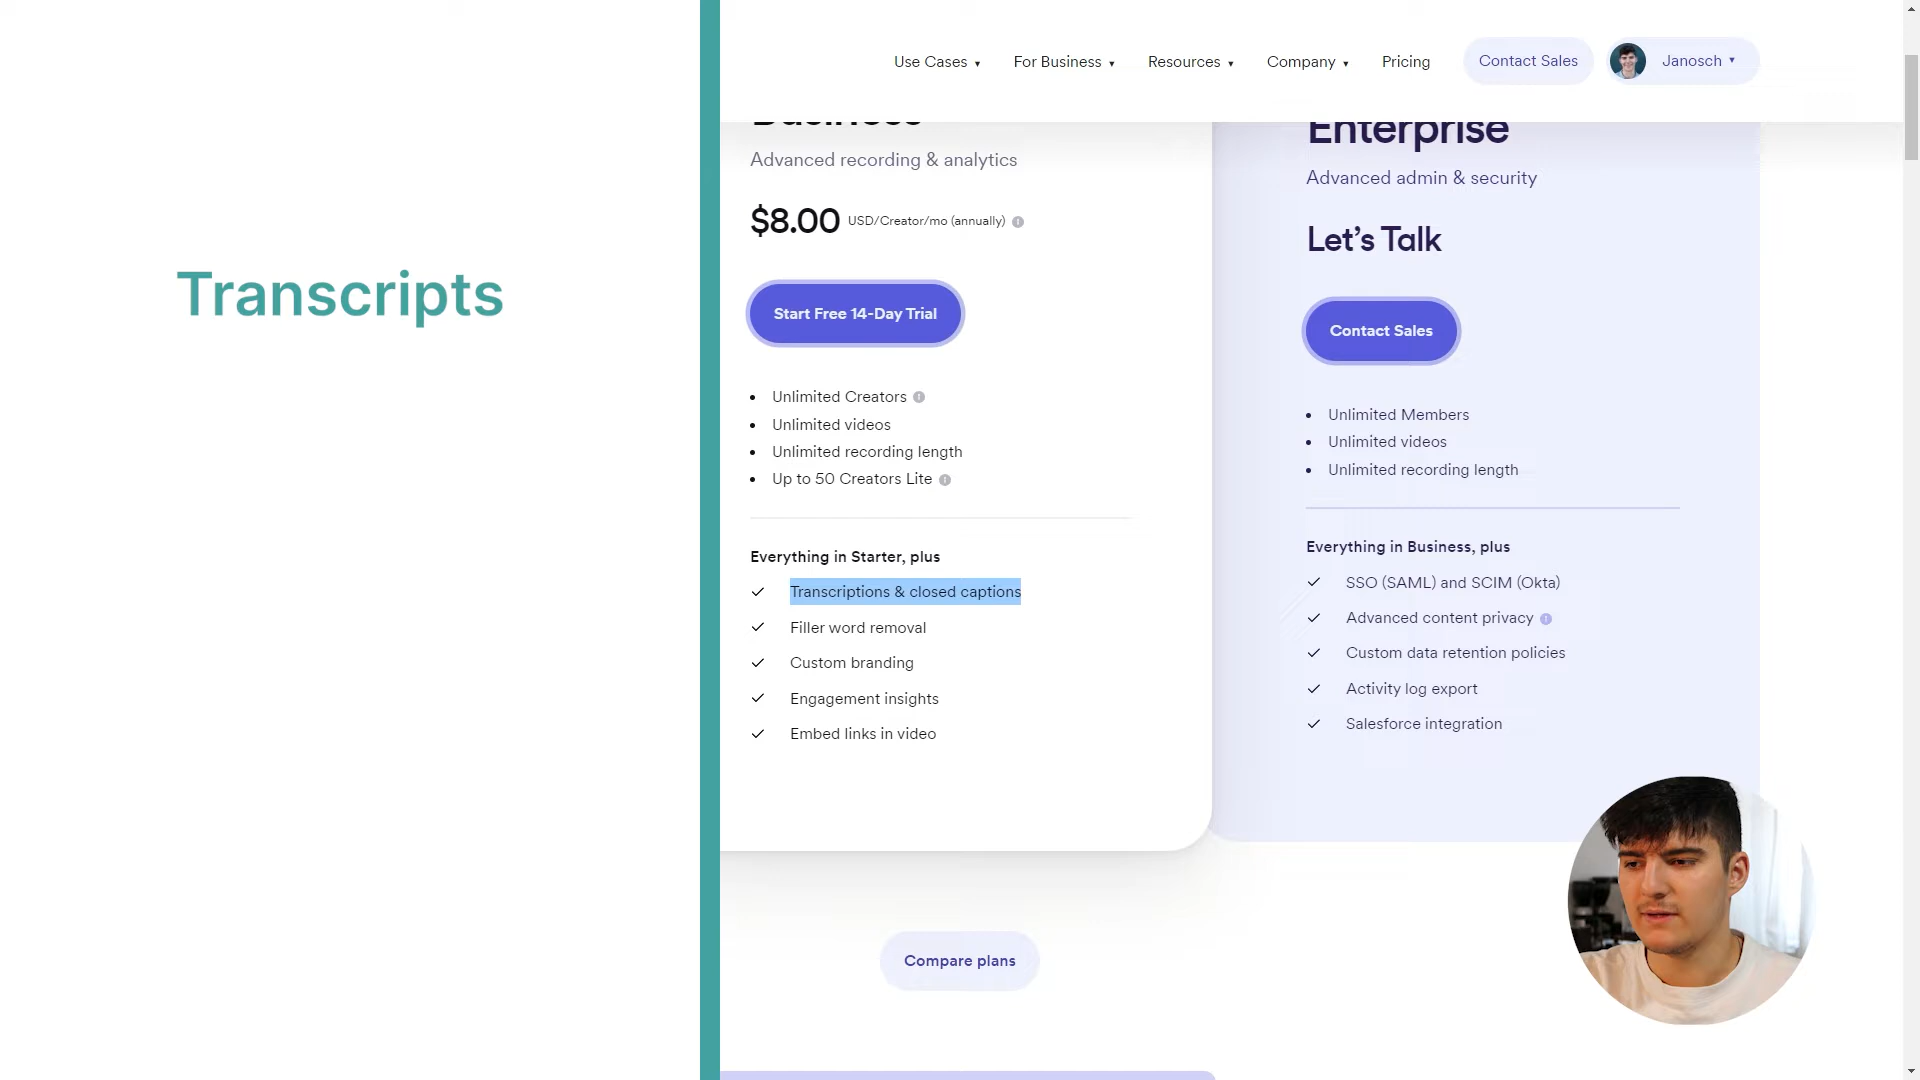 Transcripts
Use Cases ▾ For Business ▾ Resources ▾ Company ▾ Pricing Contact Sales Janosch ▾
Business
Advanced recording & analytics
$8.00 USD/Creator/mo (annually)
Start Free 14-Day Trial
• Unlimited Creators
• Unlimited videos
• Unlimited recording length
• Up to 50 Creators Lite
Everything in Starter, plus
✓ Transcriptions & closed captions
✓ Filler word removal
✓ Custom branding
✓ Engagement insights
✓ Embed links in video
Enterprise
Advanced admin & security
Let’s Talk
Contact Sales
• Unlimited Members
• Unlimited videos
• Unlimited recording length
Everything in Business, plus
✓ SSO (SAML) and SCIM (Okta)
✓ Advanced content privacy
✓ Custom data retention policies
✓ Activity log export
✓ Salesforce integration
Compare plans